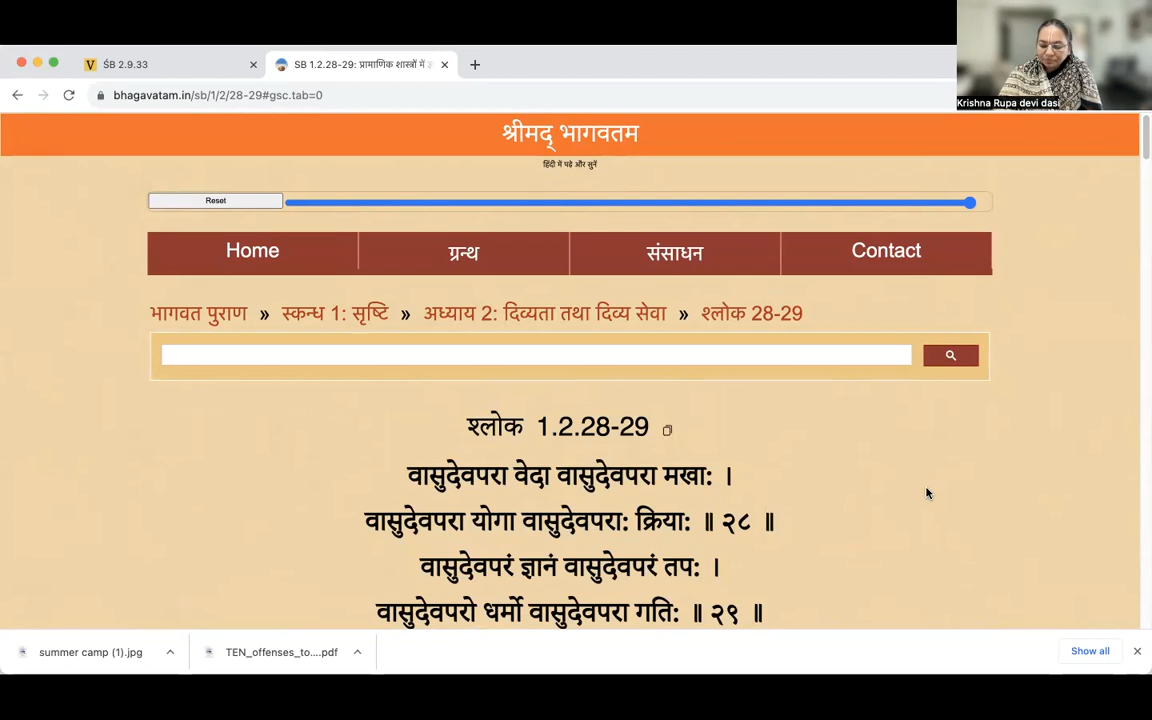 ŚB 2.9.33
SB 1.2.28-29: प्रामाणिक शास्त्रों में
bhagavatam.in/sb/1/2/28-29#gsc.tab=0
Krishna Rupa devi dasi
श्रीमद् भागवतम
हिंदी में पढे और सुनें
Reset
Home ग्रन्थ संसाधन Contact
भागवत पुराण » स्कन्ध 1: सृष्टि » अध्याय 2: दिव्यता तथा दिव्य सेवा » श्लोक 28-29
श्लोक 1.2.28-29
वासुदेवपरा वेदा वासुदेवपरा मखा: ।
वासुदेवपरा योगा वासुदेवपरा: क्रिया: ॥ २८ ॥
वासुदेवपरं ज्ञानं वासुदेवपरं तप: ।
वासुदेवपरो धर्मो वासुदेवपरा गति: ॥ २९ ॥
summer camp (1).jpg TEN_offenses_to....pdf Show all